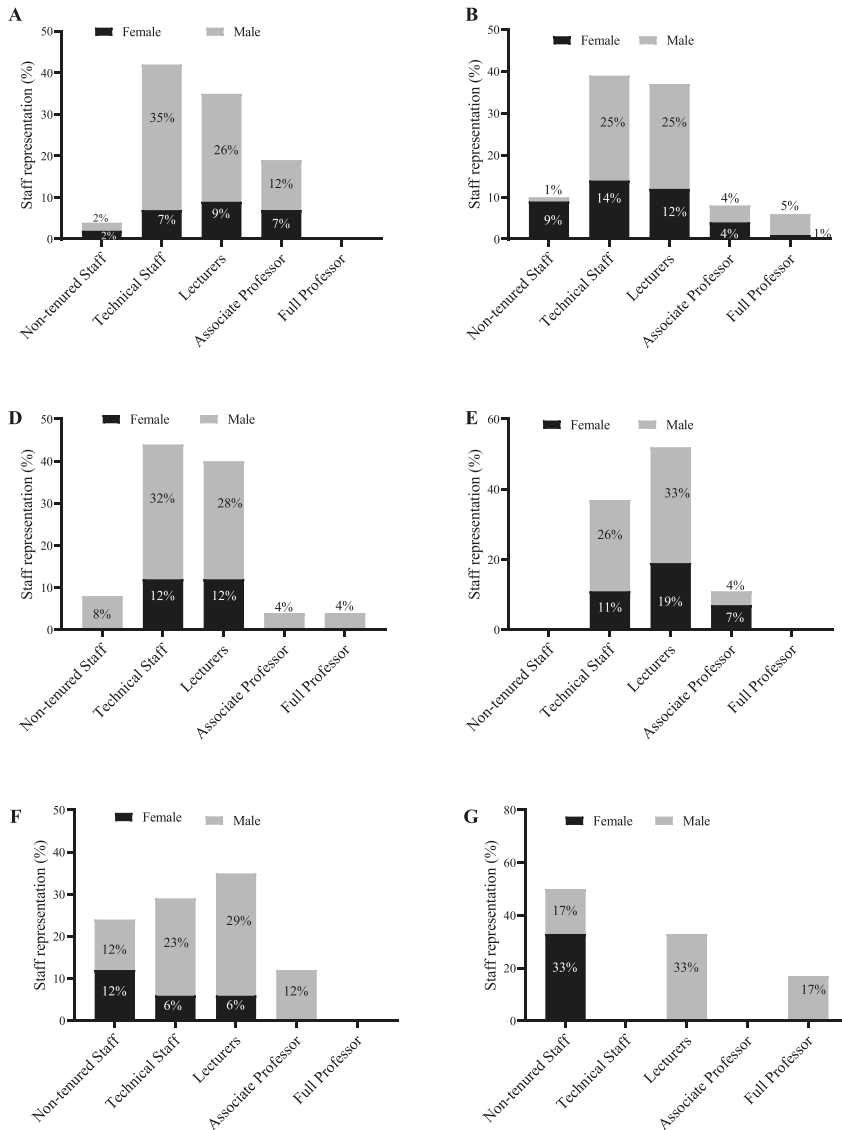 A
Female Male
Staff representation (%)
50
40
30
20
10
0
2%
2%
35%
7%
26%
9%
12%
7%
Non-tenured Staff
Technical Staff
Lecturers
Associate Professor
Full Professor
B
Female Male
Staff representation (%)
50
40
30
20
10
0
1%
9%
25%
14%
25%
12%
4%
4%
5%
1%
Non-tenured Staff
Technical Staff
Lecturers
Associate Professor
Full Professor
D
Female Male
Staff representation (%)
50
40
30
20
10
0
8%
32%
12%
28%
12%
4%
4%
Non-tenured Staff
Technical Staff
Lecturers
Associate Professor
Full Professor
E
Female Male
Staff representation (%)
60
40
20
0
26%
11%
33%
19%
4%
7%
Non-tenured Staff
Technical Staff
Lecturers
Associate Professor
Full Professor
F
Female Male
Staff representation (%)
50
40
30
20
10
0
12%
12%
23%
6%
29%
6%
12%
Non-tenured Staff
Technical Staff
Lecturers
Associate Professor
Full Professor
G
Female Male
Staff representation (%)
80
60
40
20
0
17%
33%
33%
17%
Non-tenured Staff
Technical Staff
Lecturers
Associate Professor
Full Professor